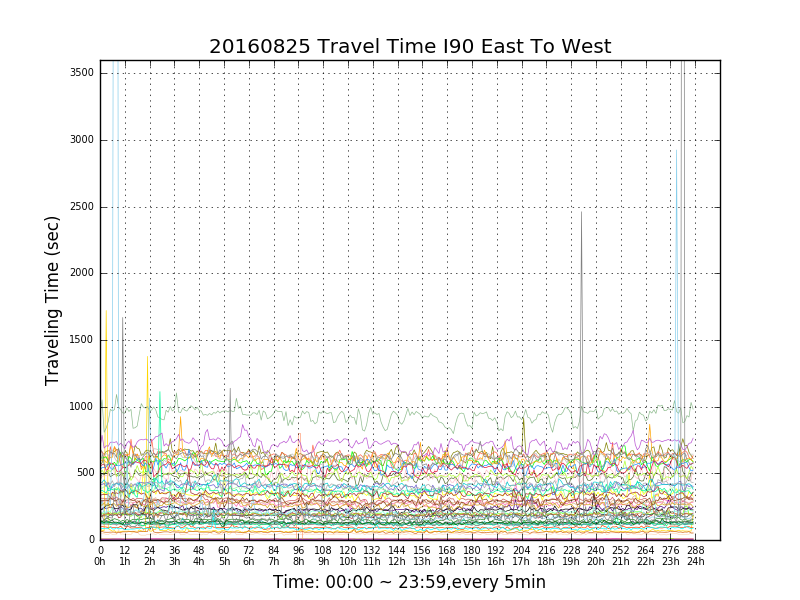 20160825 Travel Time I90 East To West
3500
3000
2500
2000
1500
1000
500
0
Traveling Time (sec)
0 12 24 36 48 60 72 84 96 108 120 132 144 156 168 180 192 204 216 228 240 252 264 276 288
0h 1h 2h 3h 4h 5h 6h 7h 8h 9h 10h 11h 12h 13h 14h 15h 16h 17h 18h 19h 20h 21h 22h 23h 24h
Time: 00:00 ~ 23:59,every 5min